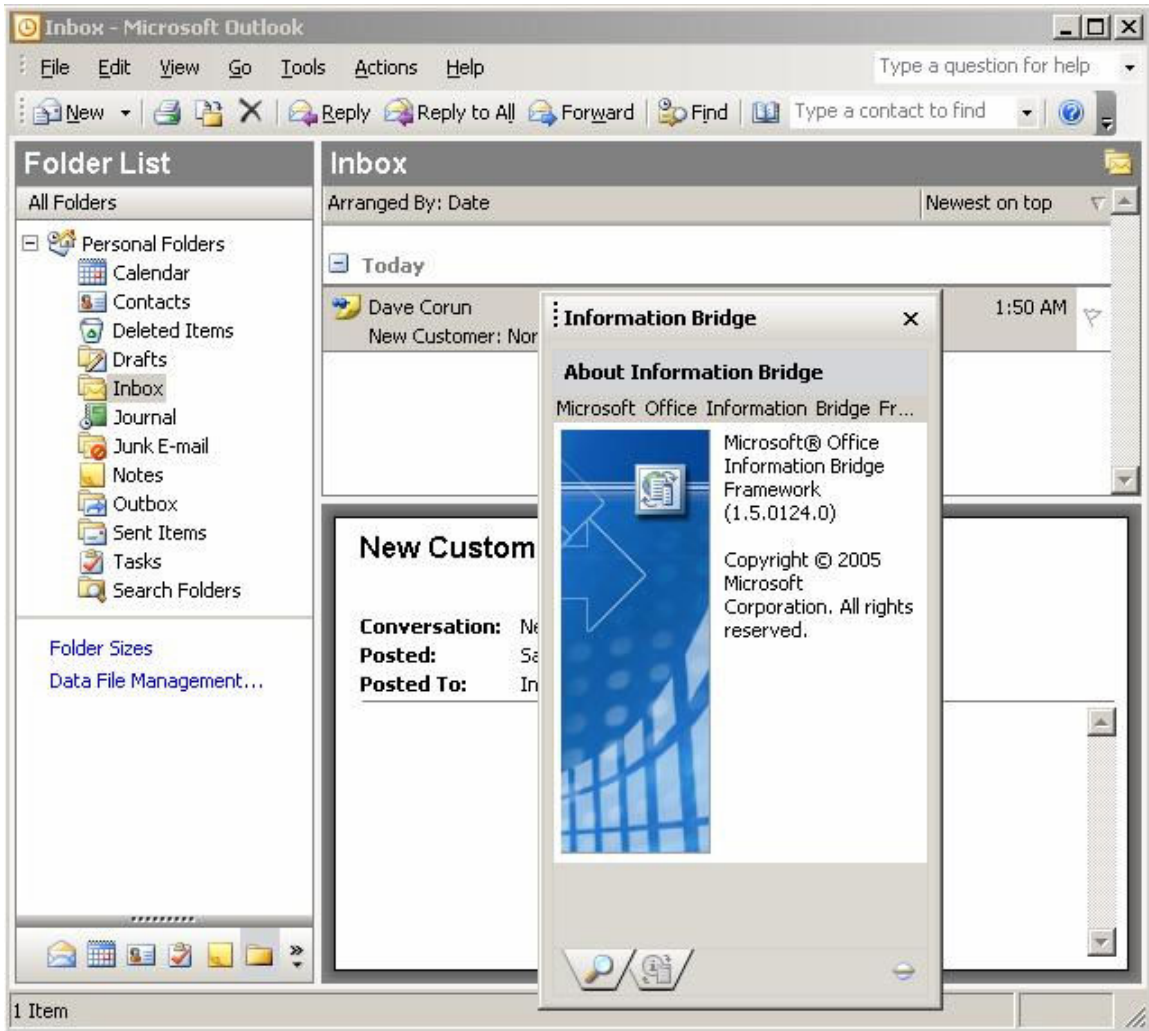 Inbox - Microsoft Outlook
File Edit View Go Tools Actions Help Type a question for help
New Reply Reply to All Forward Find Type a contact to find
Folder List
All Folders
Personal Folders
Calendar
Contacts
Deleted Items
Drafts
Inbox
Journal
Junk E-mail
Notes
Outbox
Sent Items
Tasks
Search Folders
Folder Sizes
Data File Management...
Inbox
Arranged By: Date Newest on top
Today
Dave Corun 1:50 AM
New Customer: Nor
New Custom
Conversation: Ne
Posted: Sa
Posted To: In
Information Bridge
About Information Bridge
Microsoft Office Information Bridge Fr...
Microsoft® Office
Information Bridge
Framework
(1.5.0124.0)
Copyright © 2005
Microsoft
Corporation. All rights
reserved.
1 Item